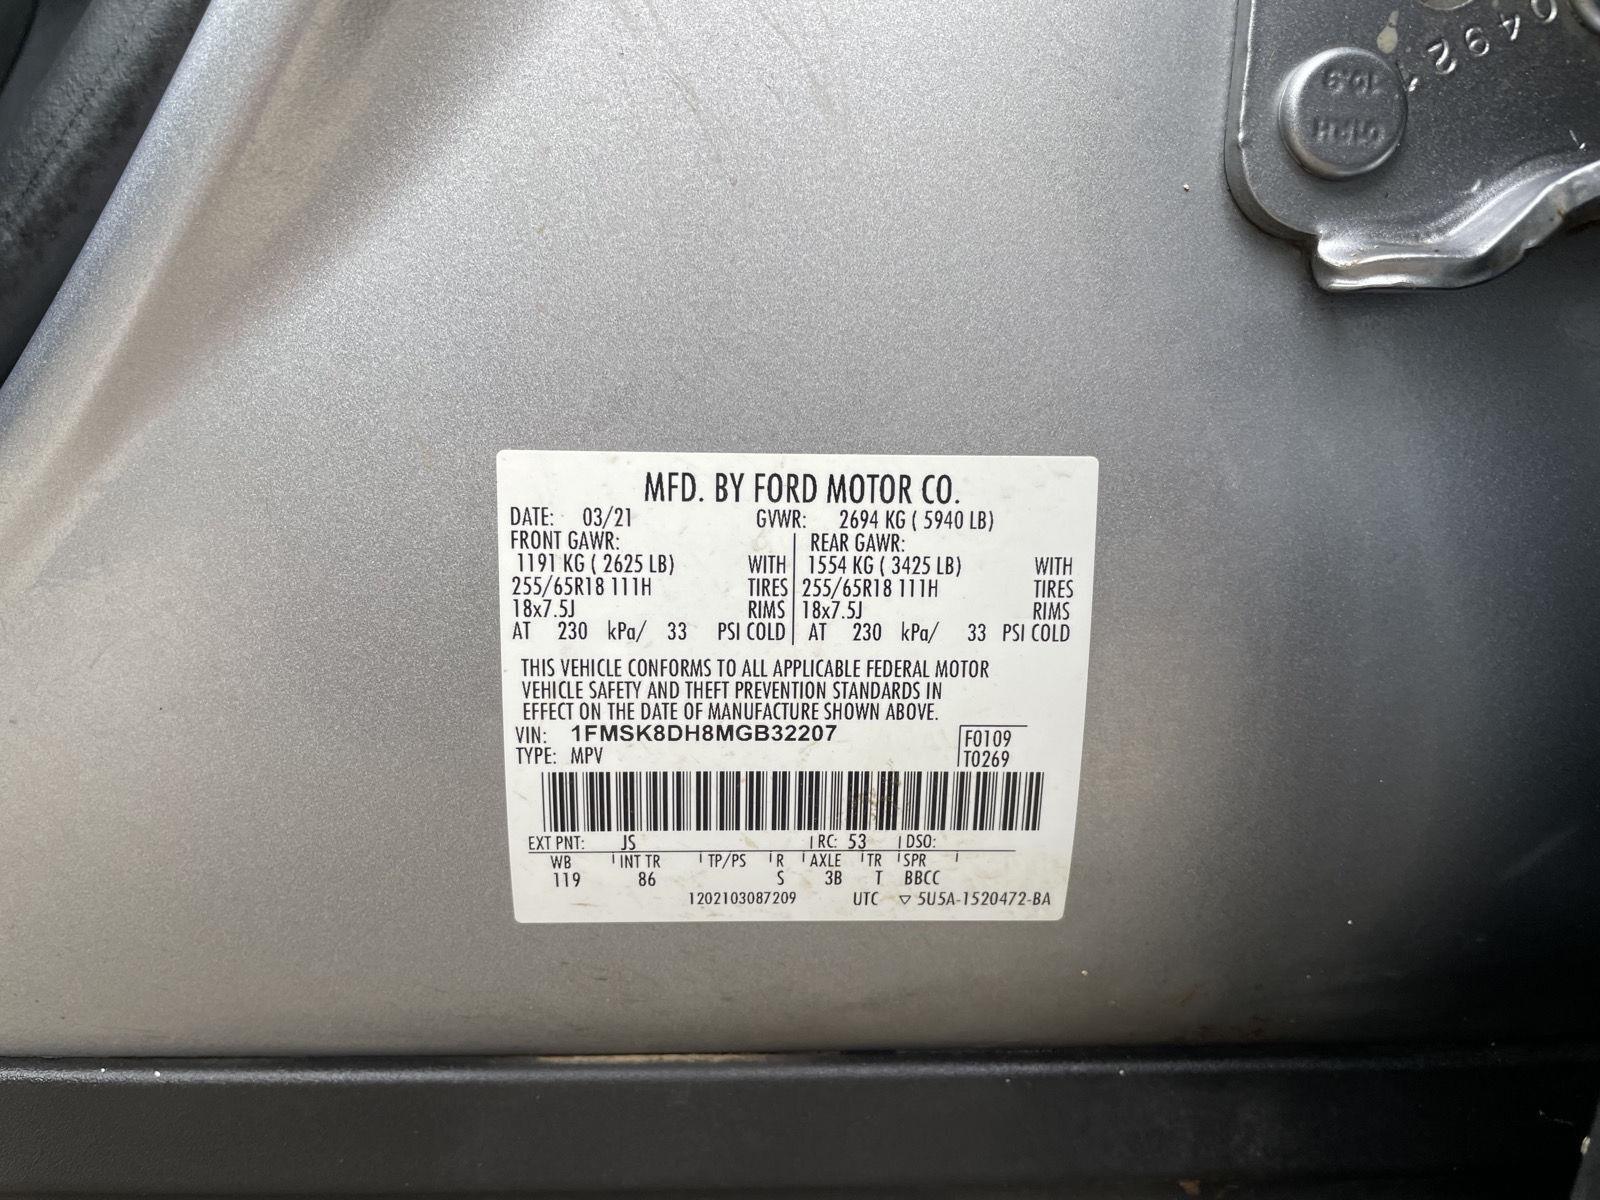 0492
10.9
MFD. BY FORD MOTOR CO.
DATE: 03/21 GVWR: 2694 KG ( 5940 LB)
FRONT GAWR: REAR GAWR:
1191 KG ( 2625 LB) WITH 1554 KG ( 3425 LB) WITH
255/65R18 111H TIRES 255/65R18 111H TIRES
18x7.5J RIMS 18x7.5J RIMS
AT 230 kPa/ 33 PSI COLD AT 230 kPa/ 33 PSI COLD
THIS VEHICLE CONFORMS TO ALL APPLICABLE FEDERAL MOTOR
VEHICLE SAFETY AND THEFT PREVENTION STANDARDS IN
EFFECT ON THE DATE OF MANUFACTURE SHOWN ABOVE.
VIN: 1FMSK8DH8MGB32207 F0109
TYPE: MPV T0269
EXT PNT: JS RC: 53 DSO:
WB INT TR TP/PS R AXLE TR SPR
119 86 S 3B T BBCC
1202103087209 UTC ▽ 5U5A-1520472-BA